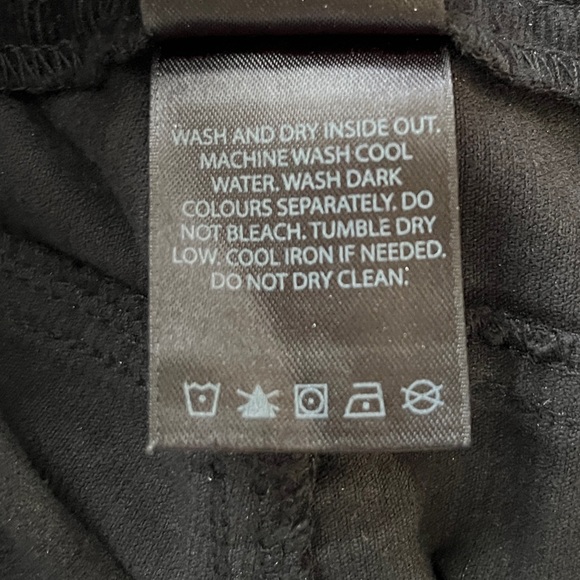 WASH AND DRY INSIDE OUT.
MACHINE WASH COOL
WATER. WASH DARK
COLOURS SEPARATELY. DO
NOT BLEACH. TUMBLE DRY
LOW. COOL IRON IF NEEDED.
DO NOT DRY CLEAN.